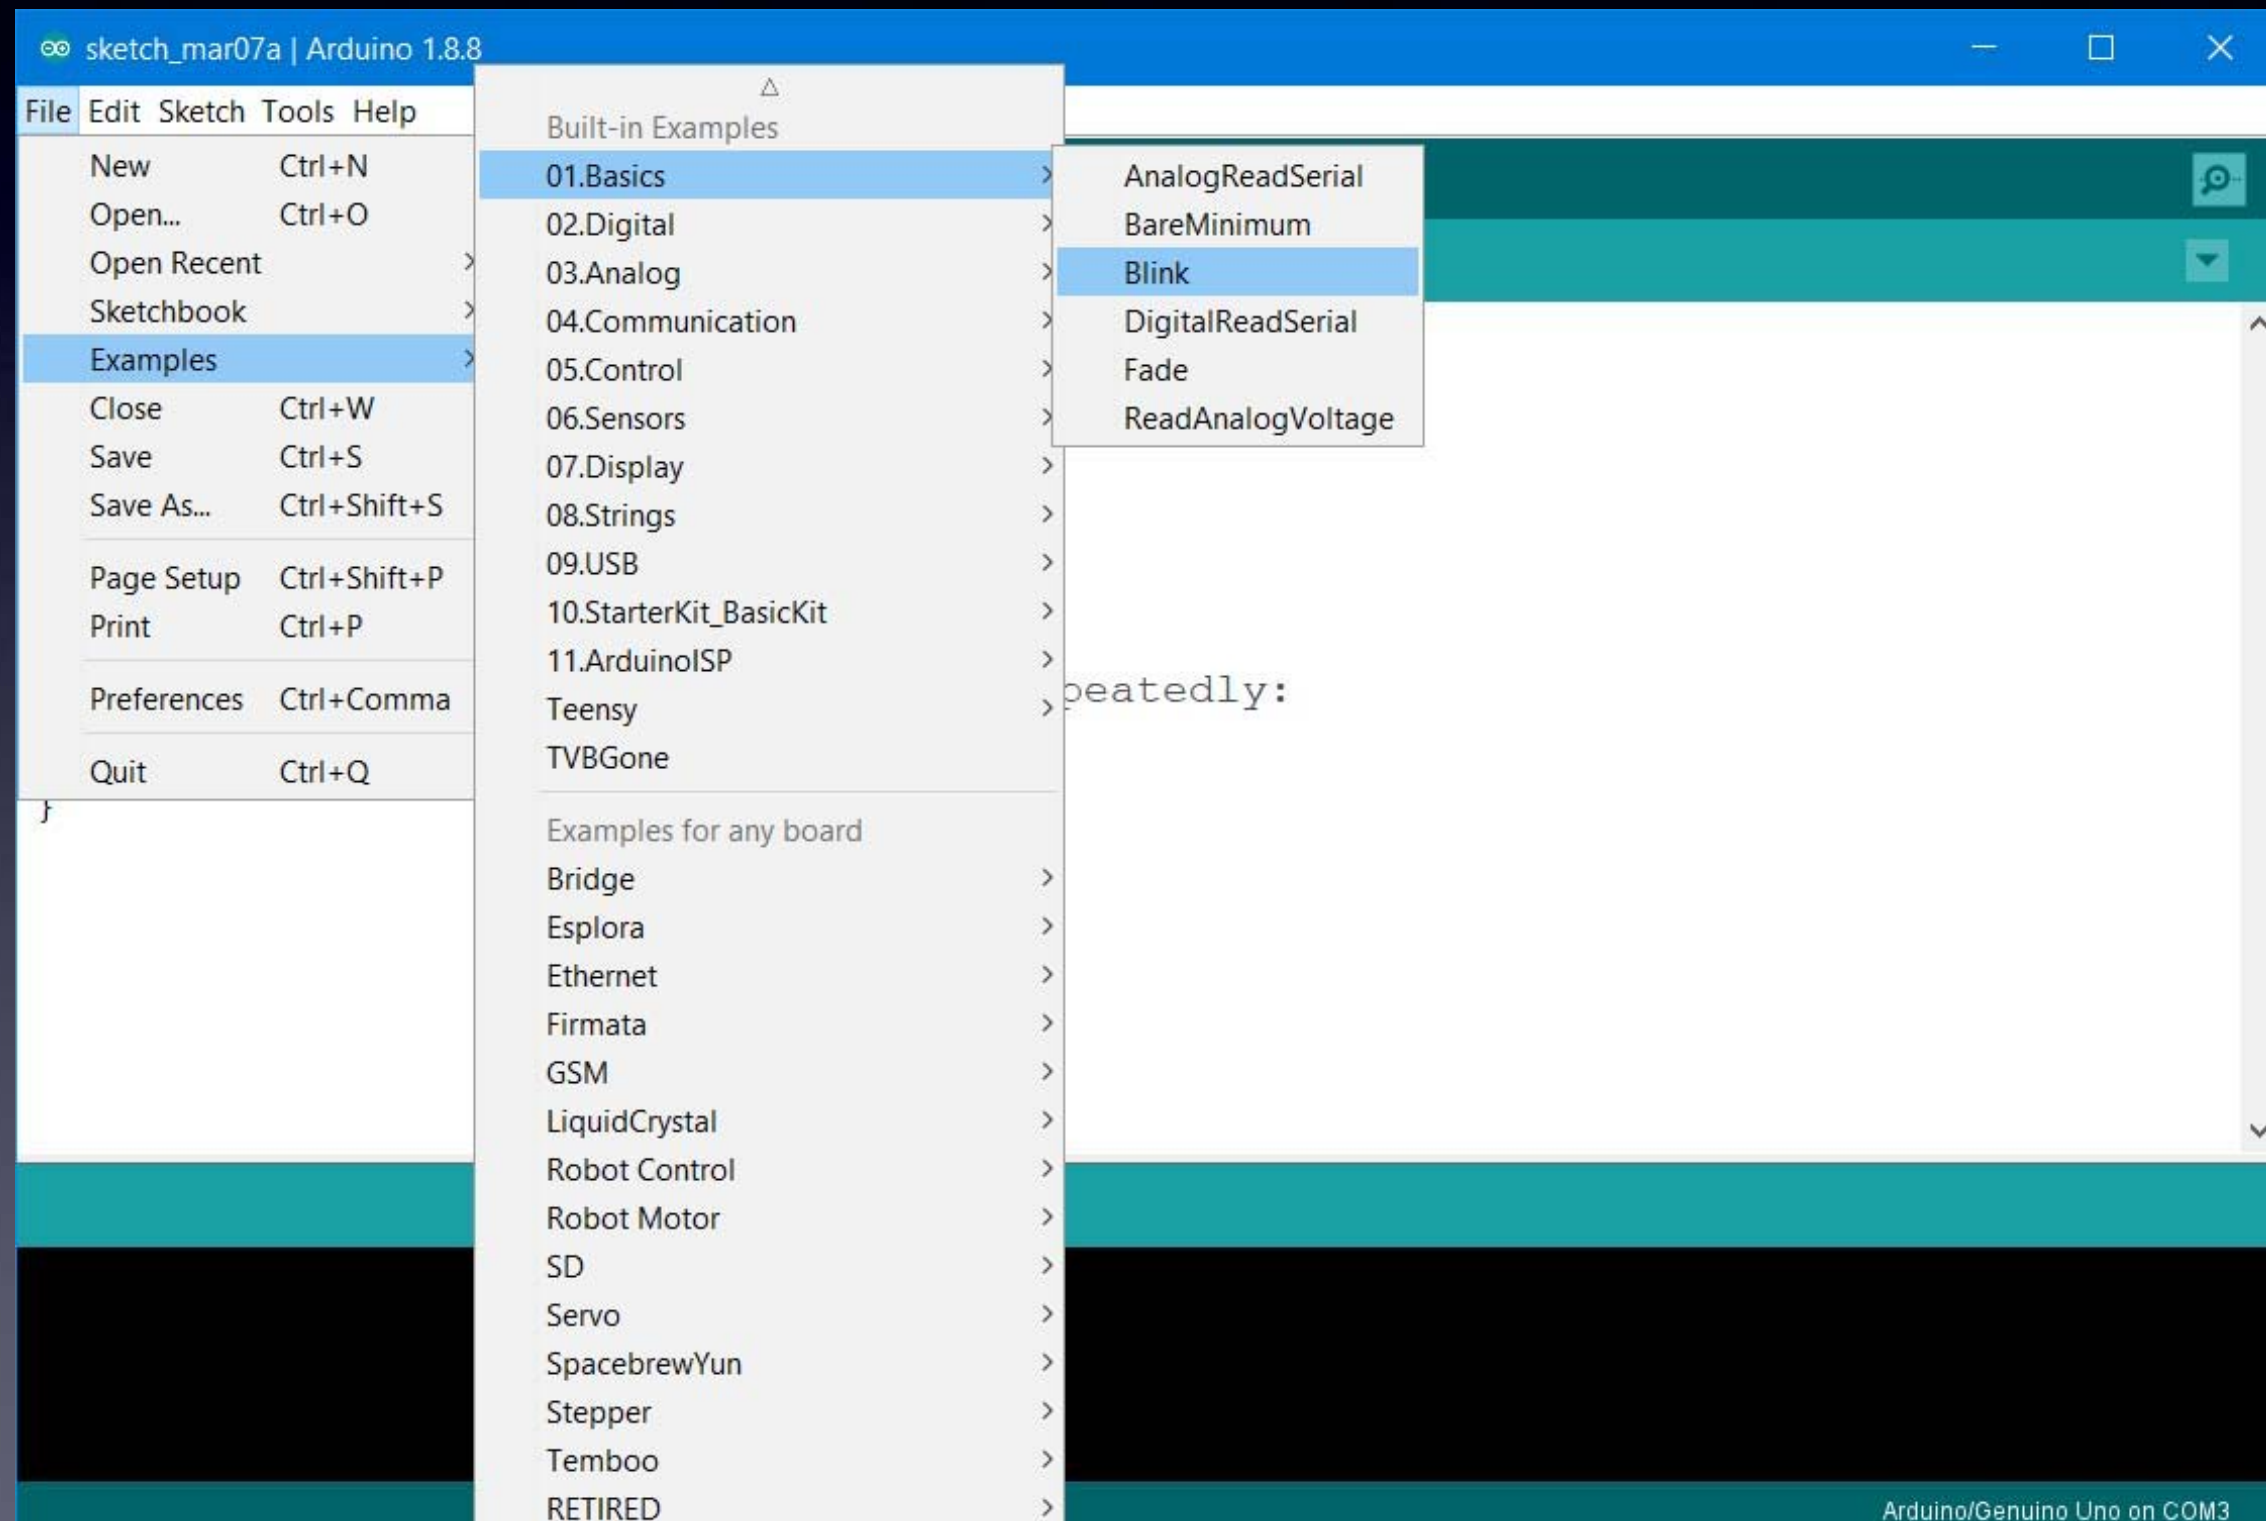 sketch_mar07a | Arduino 1.8.8
File Edit Sketch Tools Help
New Ctrl+N
Open... Ctrl+O
Open Recent
Sketchbook
Examples
Close Ctrl+W
Save Ctrl+S
Save As... Ctrl+Shift+S
Page Setup Ctrl+Shift+P
Print Ctrl+P
Preferences Ctrl+Comma
Quit Ctrl+Q
}
Built-in Examples
01.Basics
02.Digital
03.Analog
04.Communication
05.Control
06.Sensors
07.Display
08.Strings
09.USB
10.StarterKit_BasicKit
11.ArduinoISP
Teensy
TVBGone
Examples for any board
Bridge
Esplora
Ethernet
Firmata
GSM
LiquidCrystal
Robot Control
Robot Motor
SD
Servo
SpacebrewYun
Stepper
Temboo
RETIRED
AnalogReadSerial
BareMinimum
Blink
DigitalReadSerial
Fade
ReadAnalogVoltage
peatedly:
Arduino/Genuino Uno on COM3